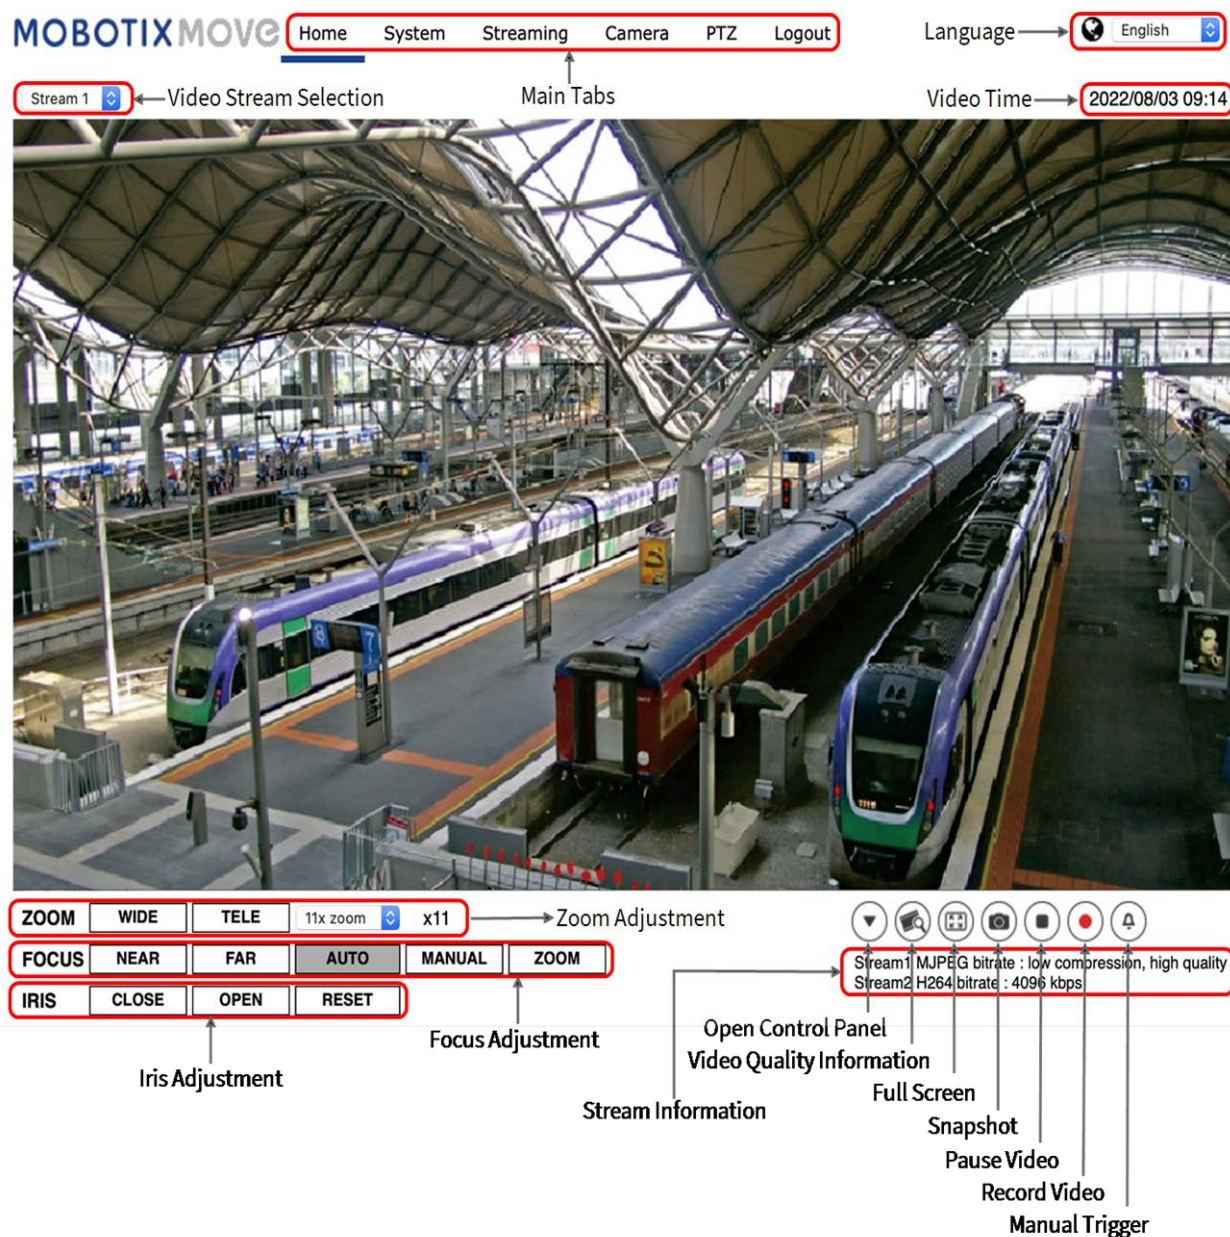 MOBOTIX MOVE Home System Streaming Camera PTZ Logout Language English
Stream 1 Video Stream Selection Main Tabs Video Time 2022/08/03 09:14
8 7
ZOOM WIDE TELE 11x zoom x11 Zoom Adjustment
FOCUS NEAR FAR AUTO MANUAL ZOOM
IRIS CLOSE OPEN RESET
Stream1 MJPEG bitrate : low compression, high quality
Stream2 H264 bitrate : 4096 kbps
Open Control Panel
Focus Adjustment
Video Quality Information
Iris Adjustment
Full Screen
Stream Information
Snapshot
Pause Video
Record Video
Manual Trigger